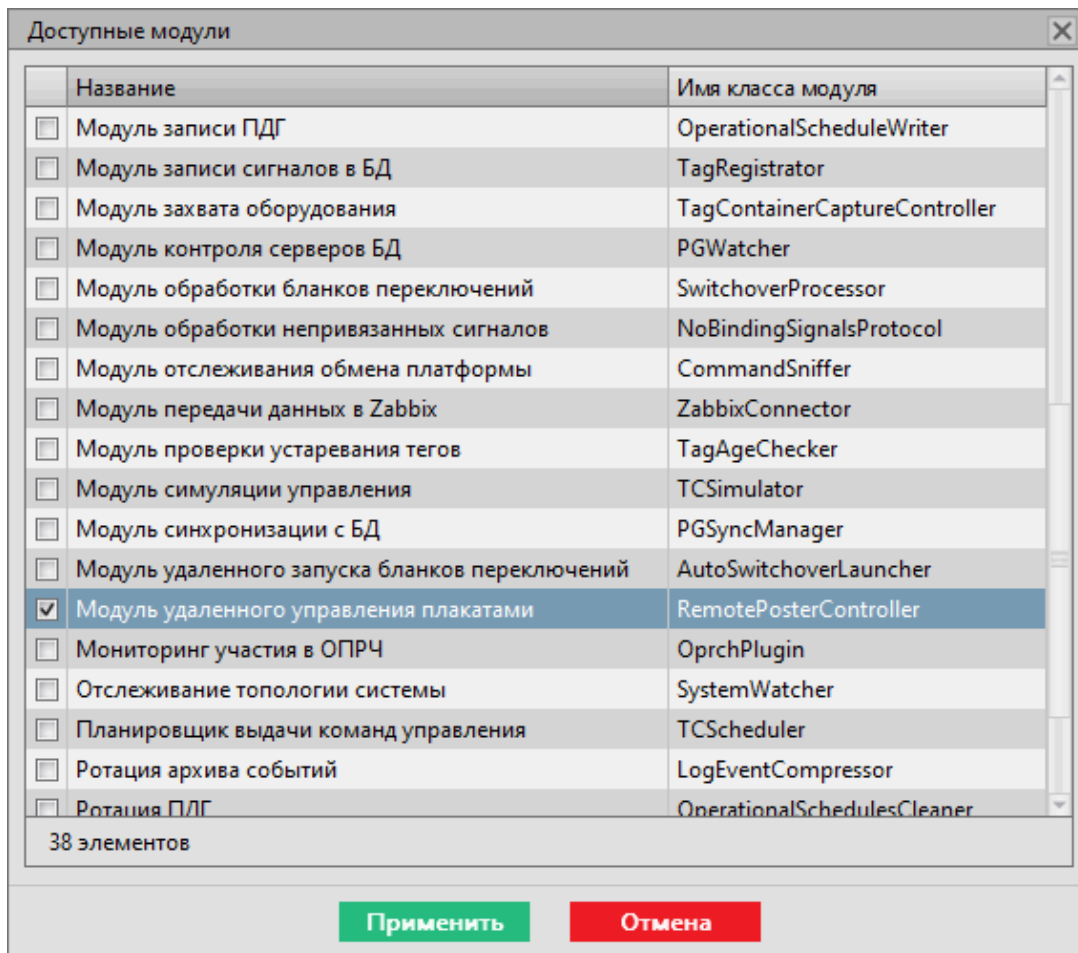 Доступные модули
Название Имя класса модуля
Модуль записи ПДГ OperationalScheduleWriter
Модуль записи сигналов в БД TagRegistrator
Модуль захвата оборудования TagContainerCaptureController
Модуль контроля серверов БД PGWatcher
Модуль обработки бланков переключений SwitchoverProcessor
Модуль обработки непривязанных сигналов NoBindingSignalsProtocol
Модуль отслеживания обмена платформы CommandSniffer
Модуль передачи данных в Zabbix ZabbixConnector
Модуль проверки устаревания тегов TagAgeChecker
Модуль симуляции управления TCSimulator
Модуль синхронизации с БД PGSyncManager
Модуль удаленного запуска бланков переключений AutoSwitchoverLauncher
Модуль удаленного управления плакатами RemotePosterController
Мониторинг участия в ОПРЧ OprchPlugin
Отслеживание топологии системы SystemWatcher
Планировщик выдачи команд управления TCScheduler
Ротация архива событий LogEventCompressor
Ротация ПДГ OperationalSchedulesCleaner
38 элементов
Применить Отмена